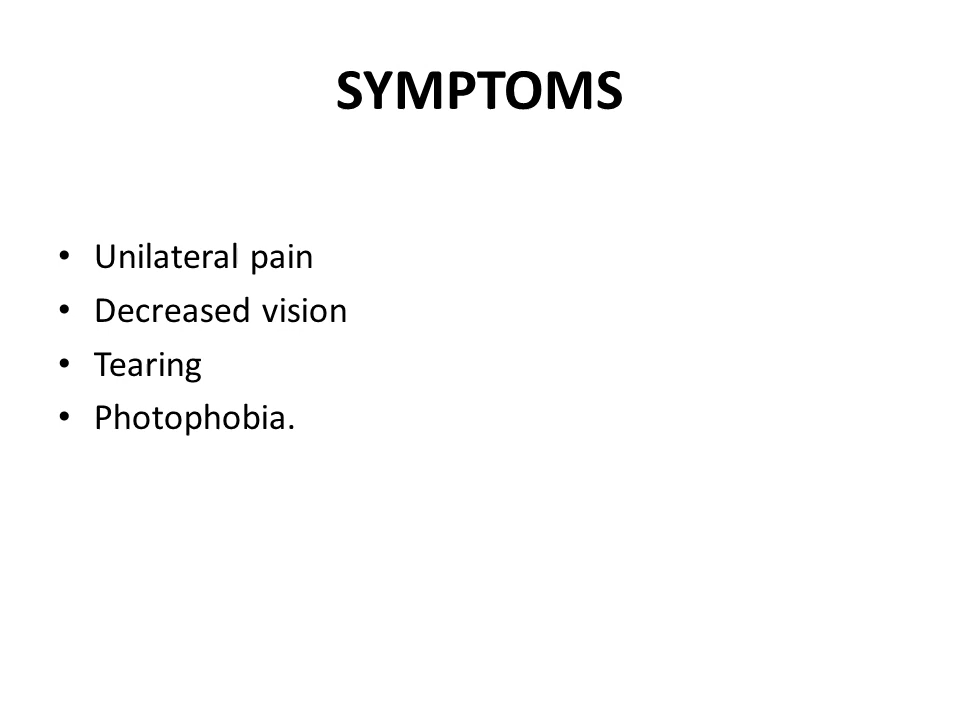 SYMPTOMS
• Unilateral pain
• Decreased vision
• Tearing
• Photophobia.